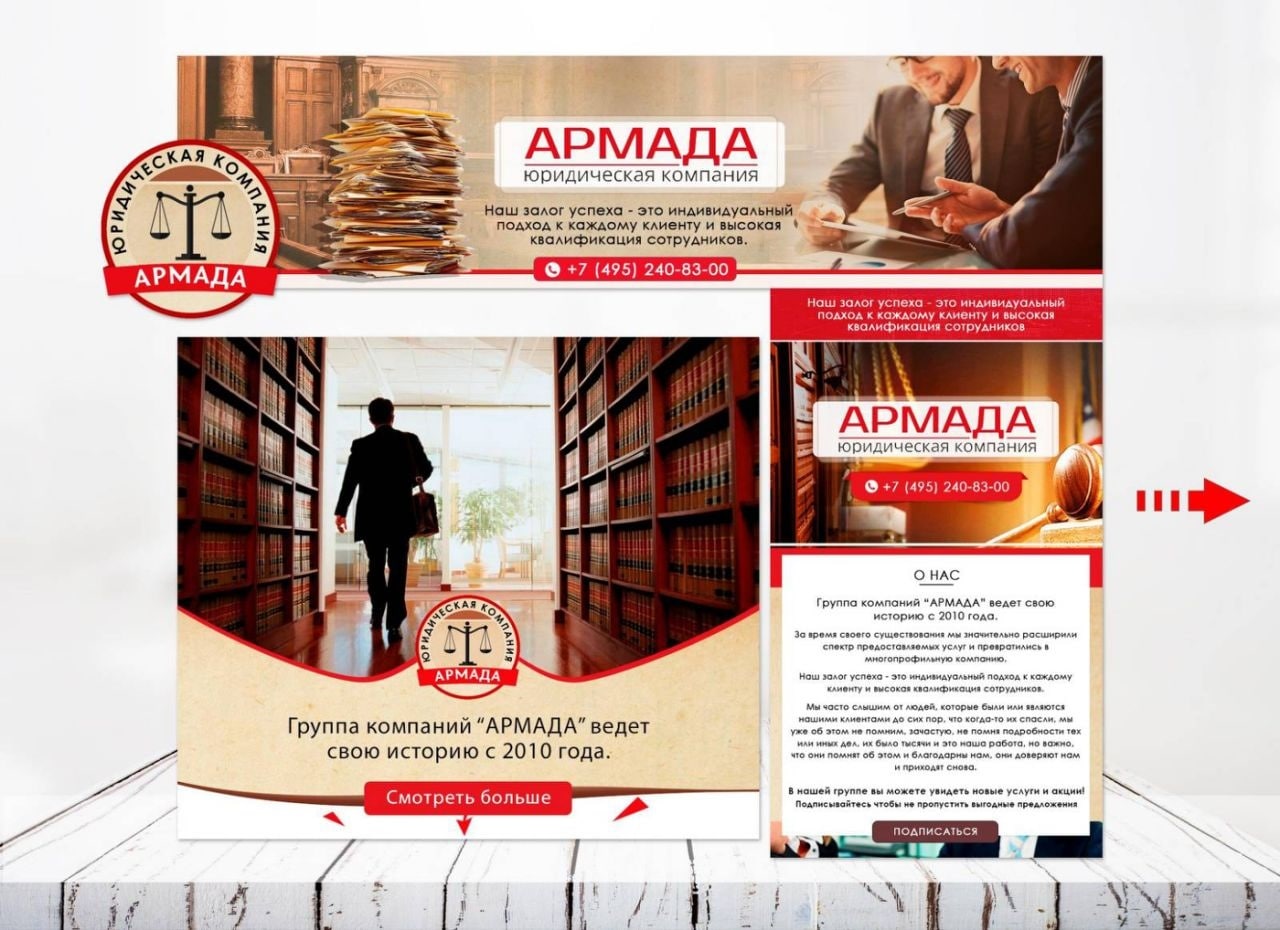 ЮРИДИЧЕСКАЯ КОМПАНИЯ
АРМАДА
АРМАДА
юридическая компания
Наш залог успеха - это индивидуальный
подход к каждому клиенту и высокая
квалификация сотрудников.
+7 (495) 240-83-00
Наш залог успеха - это индивидуальный
подход к каждому клиенту и высокая
квалификация сотрудников
АРМАДА
юридическая компания
+7 (495) 240-83-00
ЮРИДИЧЕСКАЯ КОМПАНИЯ
АРМАДА
Группа компаний “АРМАДА” ведет
свою историю с 2010 года.
Смотреть больше
О НАС
Группа компаний “АРМАДА” ведет свою
историю с 2010 года.
За время своего существования мы значительно расширили
спектр предоставляемых услуг и превратились в
многопрофильную компанию.
Наш залог успеха - это индивидуальный подход к каждому
клиенту и высокая квалификация сотрудников.
Мы часто слышим от людей, которые были или являются
нашими клиентами до сих пор, что когда-то их спасли, мы
уже об этом не помним, зачастую, не помня подробности тех
или иных дел, их было тысячи и это наша работа, но важно,
что они помнят об этом и благодарны нам, они доверяют нам
и приходят снова.
В нашей группе вы можете увидеть новые услуги и акции!
Подписывайтесь чтобы не пропустить выгодные предложения
ПОДПИСАТЬСЯ